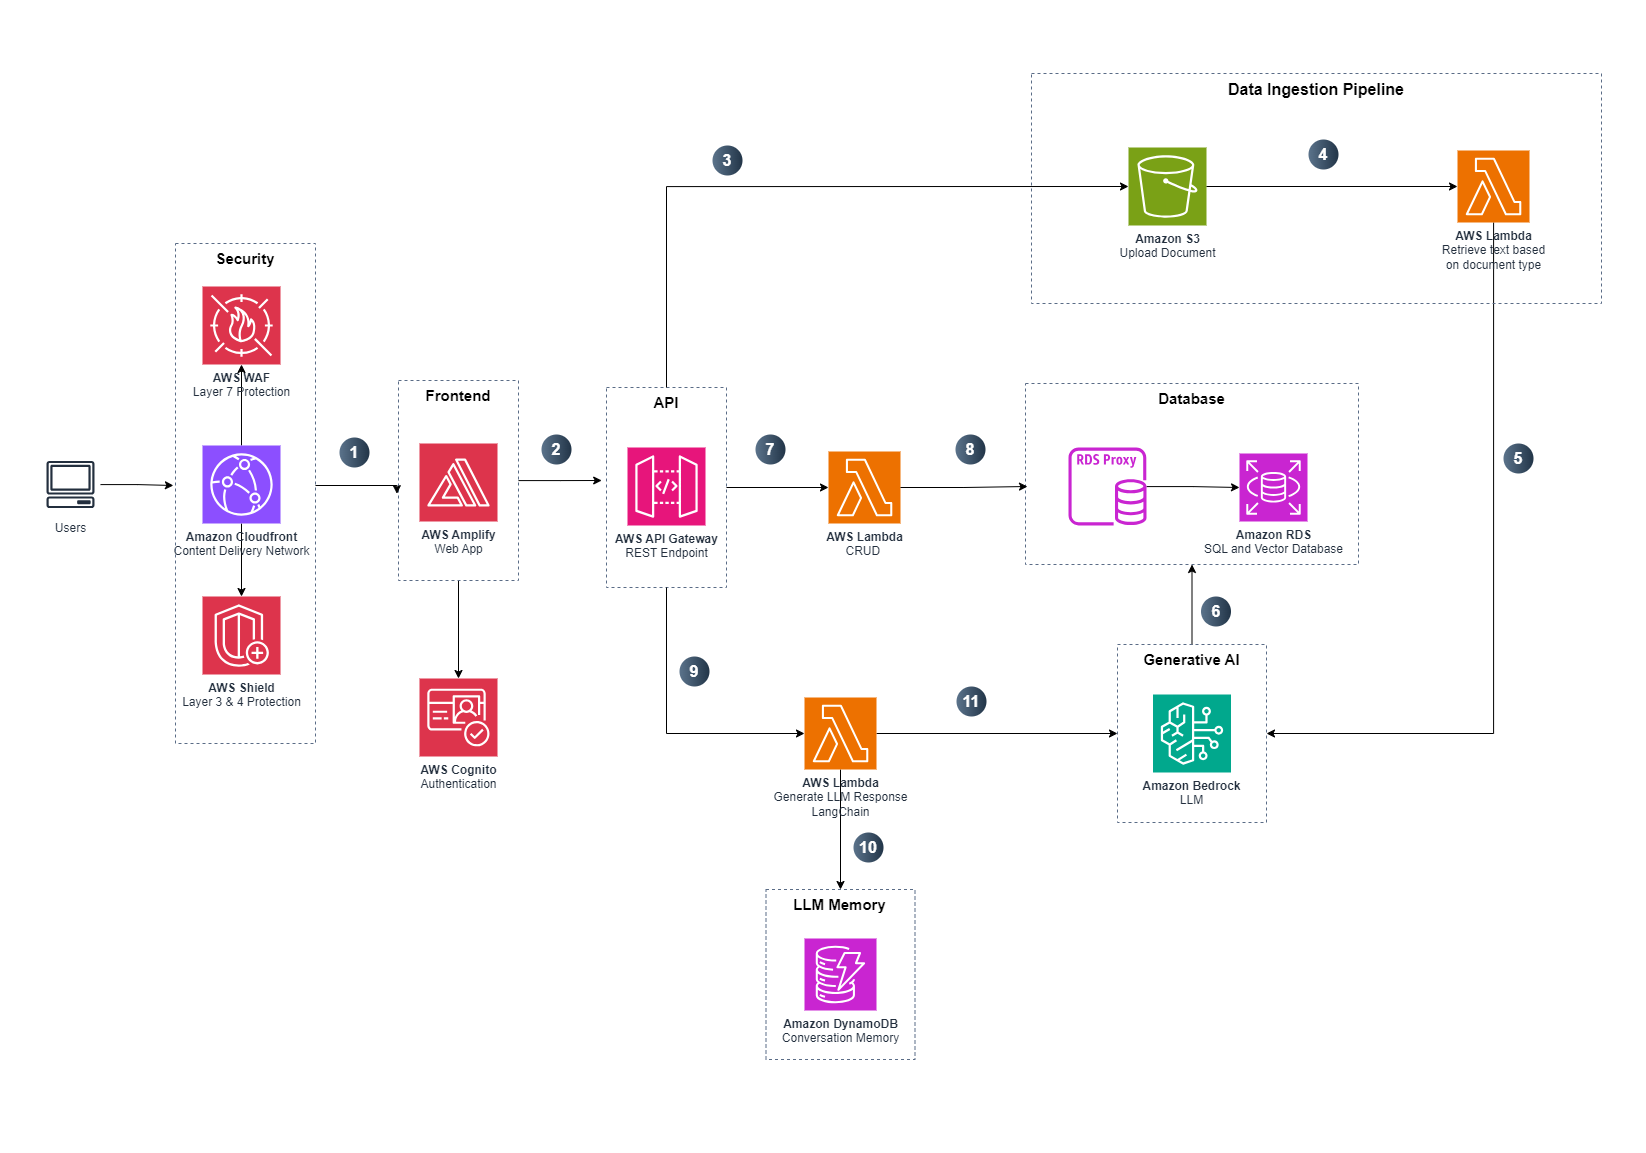 Data Ingestion Pipeline
3
4
Amazon S3
Upload Document
AWS Lambda
Retrieve text based
on document type
Security
AWS WAF
Layer 7 Protection
Users
Amazon Cloudfront
Content Delivery Network
AWS Shield
Layer 3 & 4 Protection
1
Frontend
AWS Amplify
Web App
AWS Cognito
Authentication
2
API
</>
AWS API Gateway
REST Endpoint
7
AWS Lambda
CRUD
8
Database
RDS Proxy
Amazon RDS
SQL and Vector Database
5
6
Generative AI
Amazon Bedrock
LLM
9
AWS Lambda
Generate LLM Response
LangChain
11
10
LLM Memory
Amazon DynamoDB
Conversation Memory